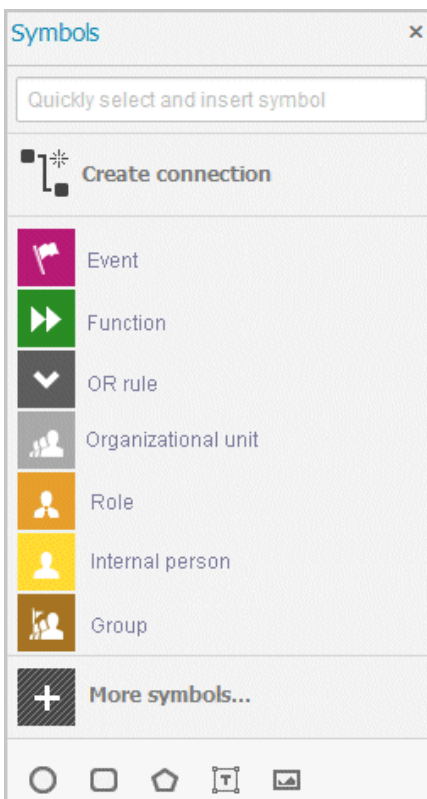 Symbols
Quickly select and insert symbol
Create connection
Event
Function
OR rule
Organizational unit
Role
Internal person
Group
More symbols...
T